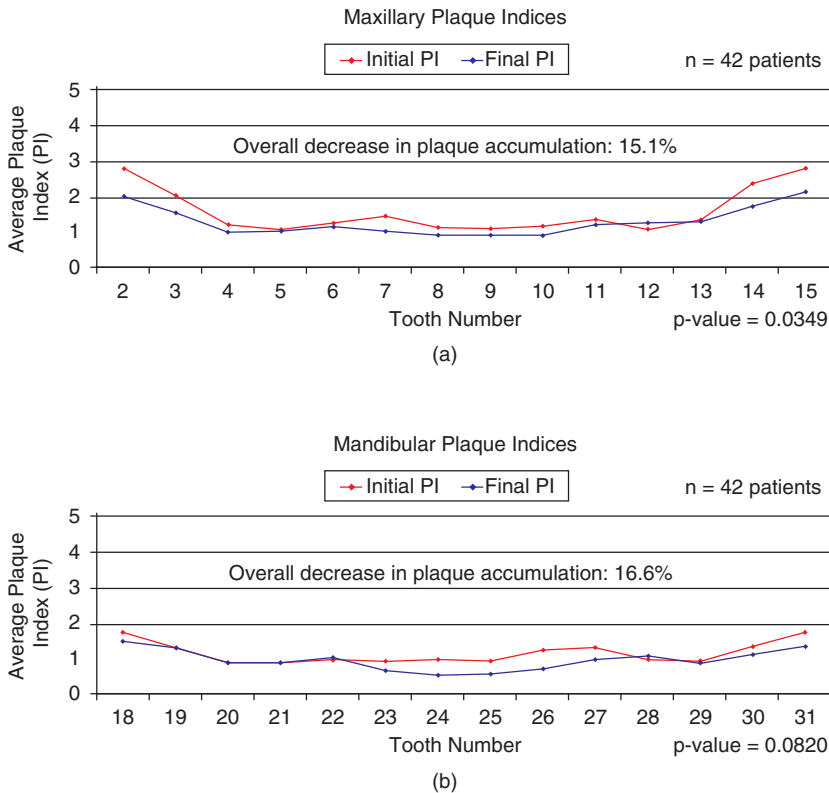 Maxillary Plaque Indices
Initial PI Final PI
n = 42 patients
Average Plaque
Index (PI)
5
4
3
2
1
0
Overall decrease in plaque accumulation: 15.1%
2 3 4 5 6 7 8 9 10 11 12 13 14 15
Tooth Number
p-value = 0.0349
(a)
Mandibular Plaque Indices
Initial PI Final PI
n = 42 patients
Average Plaque
Index (PI)
5
4
3
2
1
0
Overall decrease in plaque accumulation: 16.6%
18 19 20 21 22 23 24 25 26 27 28 29 30 31
Tooth Number
p-value = 0.0820
(b)